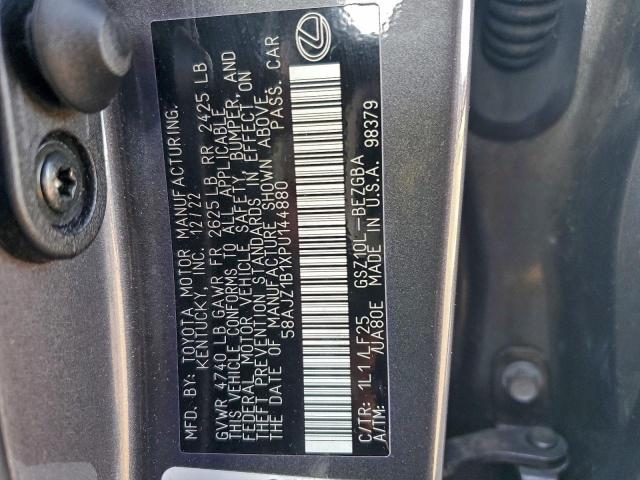 MFD. BY: TOYOTA MOTOR MANUFACTURING,
KENTUCKY, INC. 12/22
GVWR 4740 LB GAWR FR 2625 LB RR 2425 LB
THIS VEHICLE CONFORMS TO ALL APPLICABLE
FEDERAL MOTOR VEHICLE SAFETY, BUMPER, AND
THEFT PREVENTION STANDARDS IN EFFECT ON
THE DATE OF MANUFACTURE SHOWN ABOVE.
58AJZ1B1XPU144880 PASS. CAR
C/TR: 1L1/LF25 GSZ10L-BEZGBA
A/TM: /UA80E MADE IN U.S.A. 98379